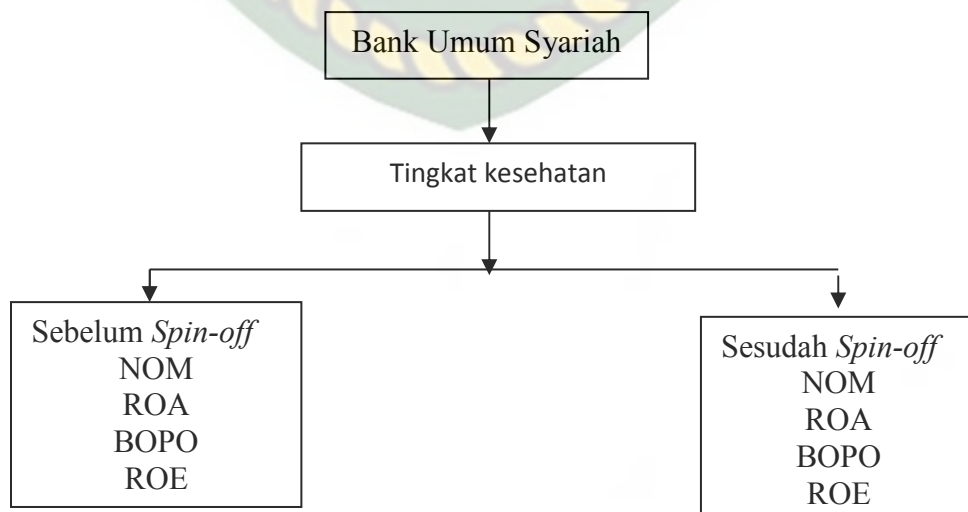 Bank Umum Syariah
Tingkat kesehatan
Sebelum Spin-off
NOM
ROA
BOPO
ROE
Sesudah Spin-off
NOM
ROA
BOPO
ROE